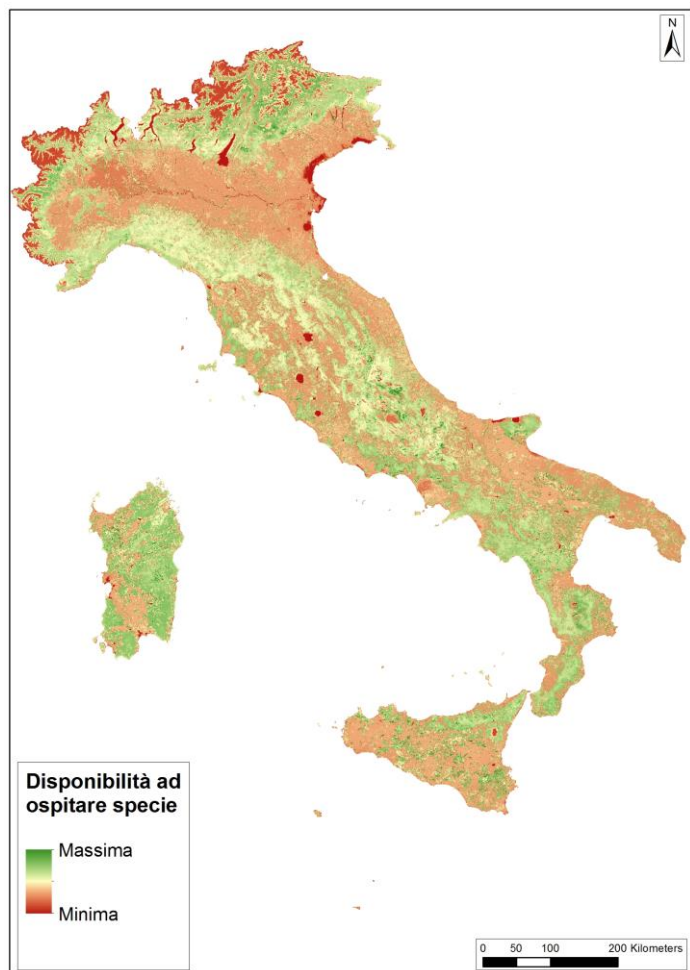 N
Disponibilità ad
ospitare specie
Massima
Minima
0 50 100 200 Kilometers